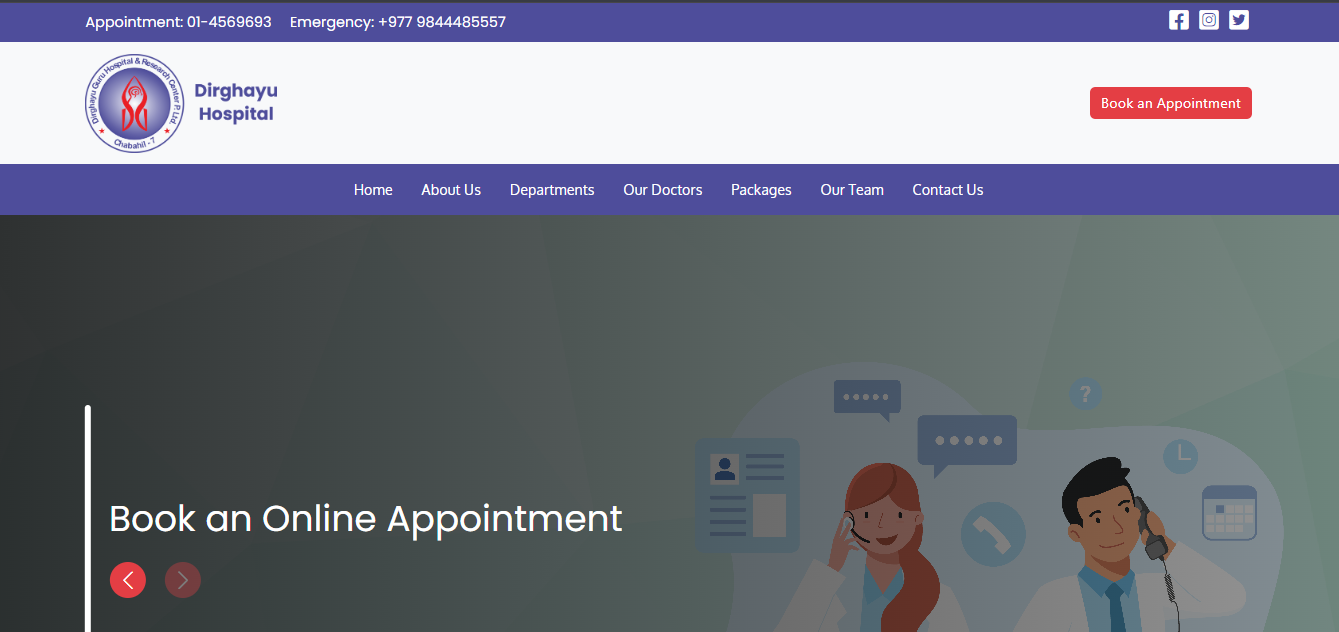 Appointment: 01-4569693 Emergency: +977 9844485557
Dirghayu Guru Hospital & Research Center P. Ltd.
Chabahil - 7
Dirghayu
Hospital
Book an Appointment
Home About Us Departments Our Doctors Packages Our Team Contact Us
?
Book an Online Appointment